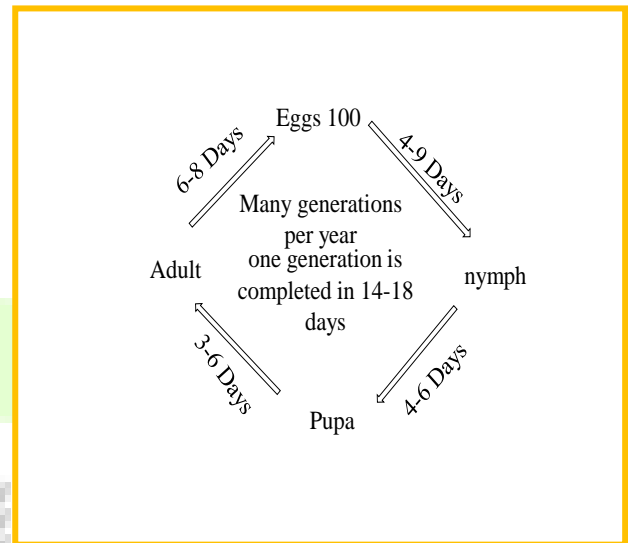 Eggs 100
6-8 Days
4-9 Days
Many generations
per year
one generation is
completed in 14-18
days
Adult
nymph
3-6 Days
4-6 Days
Pupa